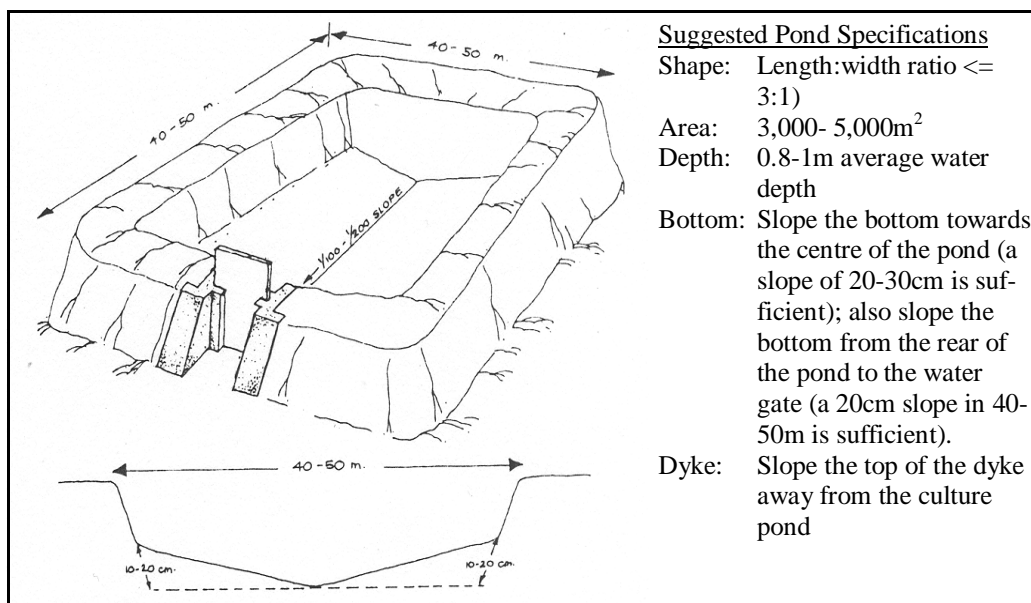 40-50 m.
40-50 m.
1/100-1/200 SLOPE
40-50 m.
10-20 cm.
10-20 cm.
Suggested Pond Specifications
Shape: Length:width ratio <=
3:1)
Area: 3,000- 5,000m²
Depth: 0.8-1m average water
depth
Bottom: Slope the bottom towards
the centre of the pond (a
slope of 20-30cm is suf-
ficient); also slope the
bottom from the rear of
the pond to the water
gate (a 20cm slope in 40-
50m is sufficient).
Dyke: Slope the top of the dyke
away from the culture
pond